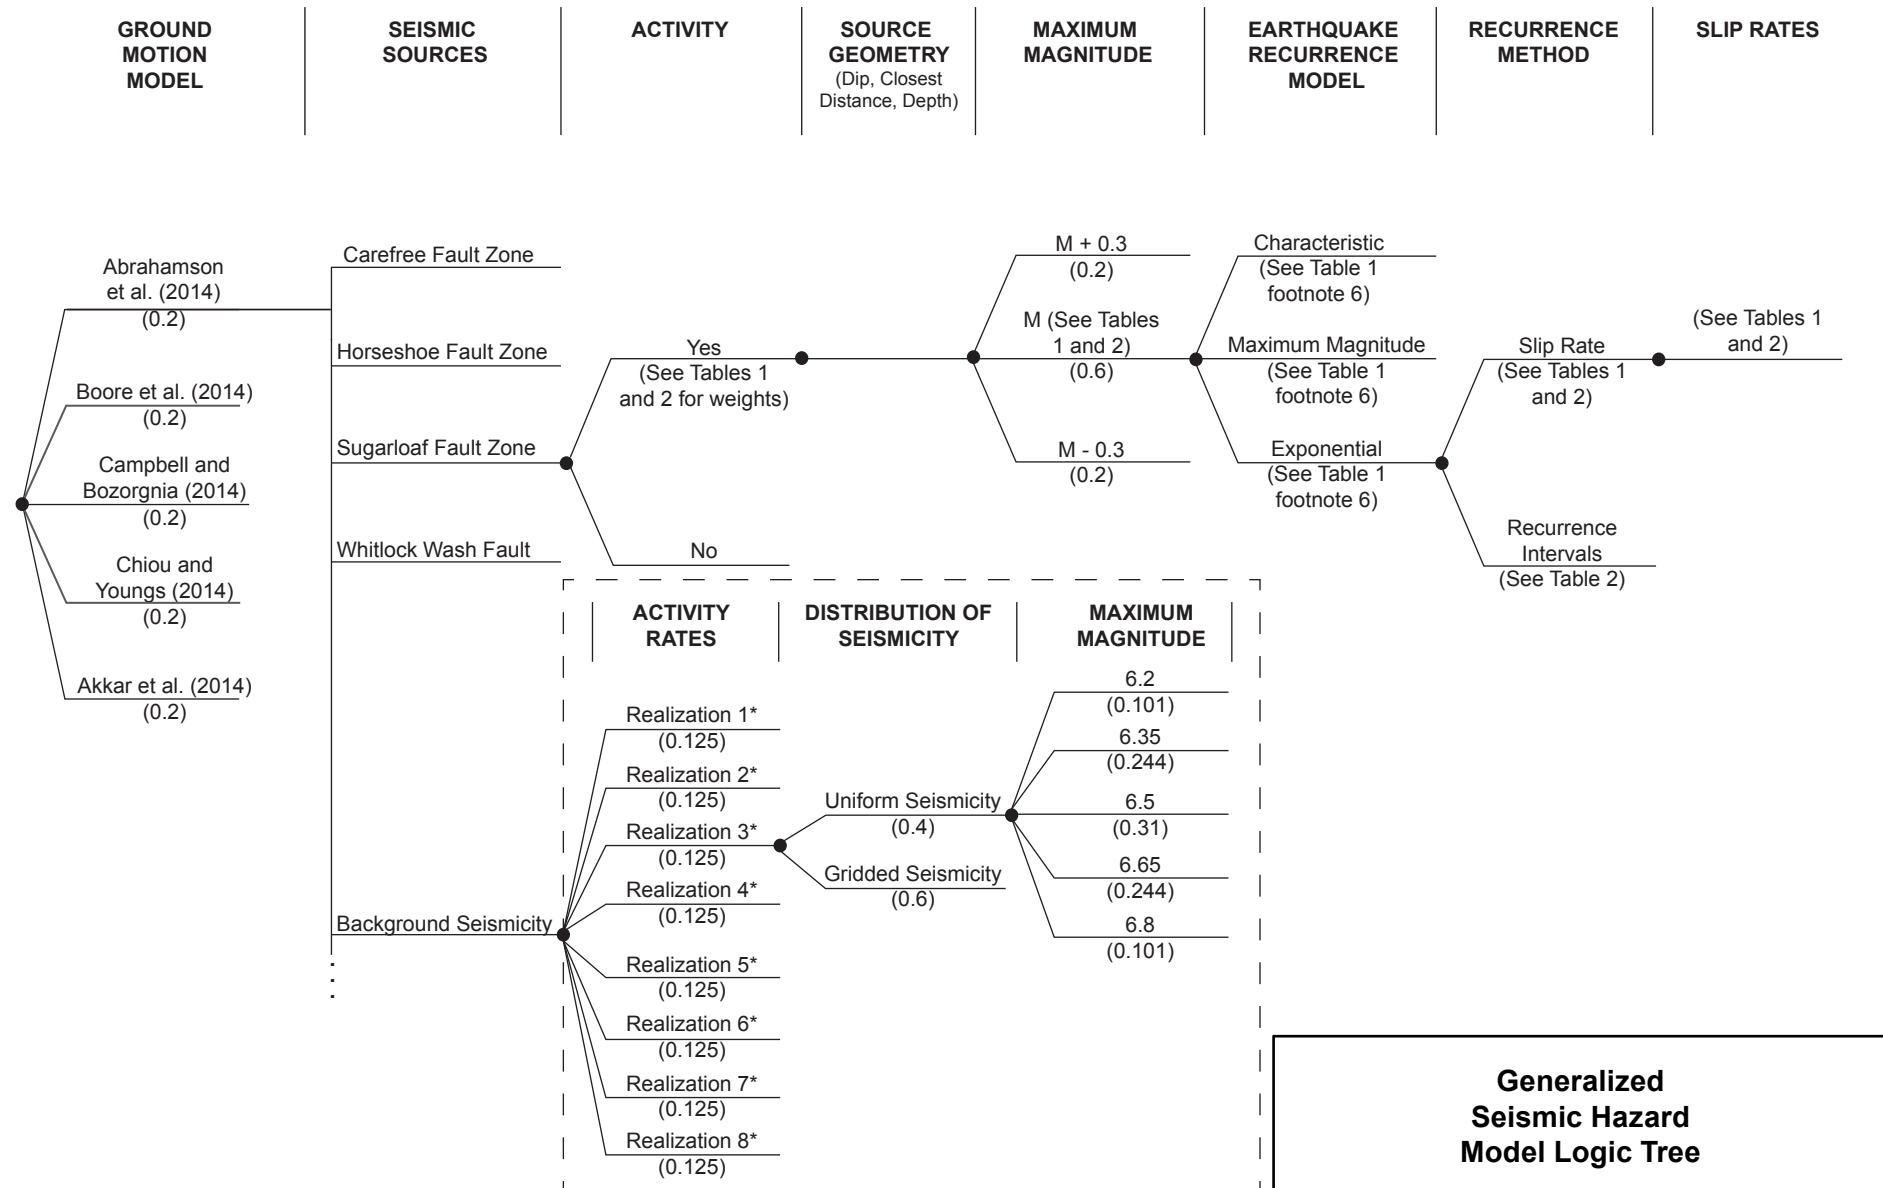 GROUND
MOTION
MODEL
SEISMIC
SOURCES
ACTIVITY
SOURCE
GEOMETRY
(Dip, Closest
Distance, Depth)
MAXIMUM
MAGNITUDE
EARTHQUAKE
RECURRENCE
MODEL
RECURRENCE
METHOD
SLIP RATES
Abrahamson
et al. (2014)
(0.2)
Boore et al. (2014)
(0.2)
Campbell and
Bozorgnia (2014)
(0.2)
Chiou and
Youngs (2014)
(0.2)
Akkar et al. (2014)
(0.2)
Carefree Fault Zone
Horseshoe Fault Zone
Sugarloaf Fault Zone
Whitlock Wash Fault
Background Seismicity
Yes
(See Tables 1
and 2 for weights)
No
M + 0.3
(0.2)
M (See Tables
1 and 2)
(0.6)
M - 0.3
(0.2)
Characteristic
(See Table 1
footnote 6)
Maximum Magnitude
(See Table 1
footnote 6)
Exponential
(See Table 1
footnote 6)
Slip Rate
(See Tables 1
and 2)
Recurrence
Intervals
(See Table 2)
(See Tables 1
and 2)
ACTIVITY
RATES
DISTRIBUTION OF
SEISMICITY
MAXIMUM
MAGNITUDE
Realization 1*
(0.125)
Realization 2*
(0.125)
Realization 3*
(0.125)
Realization 4*
(0.125)
Realization 5*
(0.125)
Realization 6*
(0.125)
Realization 7*
(0.125)
Realization 8*
(0.125)
Uniform Seismicity
(0.4)
Gridded Seismicity
(0.6)
6.2
(0.101)
6.35
(0.244)
6.5
(0.31)
6.65
(0.244)
6.8
(0.101)
Generalized
Seismic Hazard
Model Logic Tree